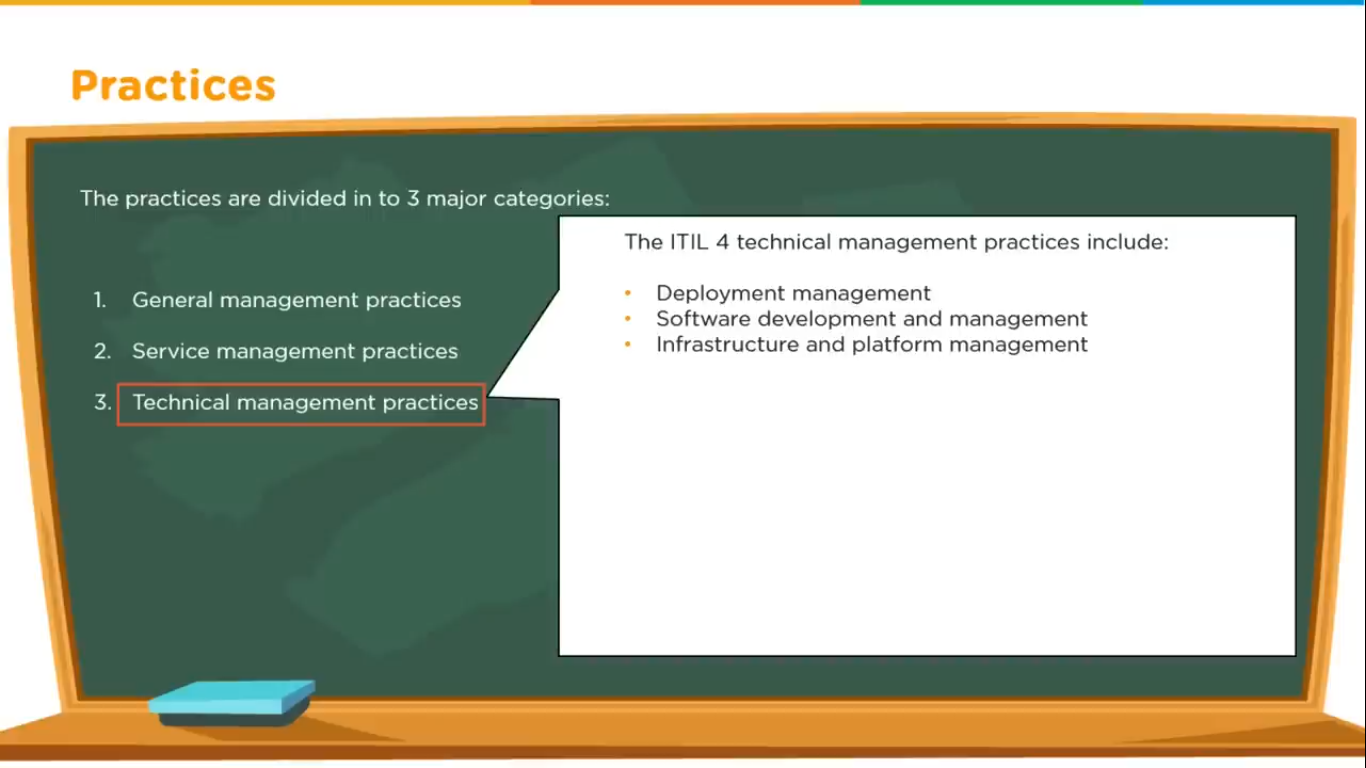 Practices
The practices are divided in to 3 major categories:
1. General management practices
2. Service management practices
3. Technical management practices
The ITIL 4 technical management practices include:
• Deployment management
• Software development and management
• Infrastructure and platform management